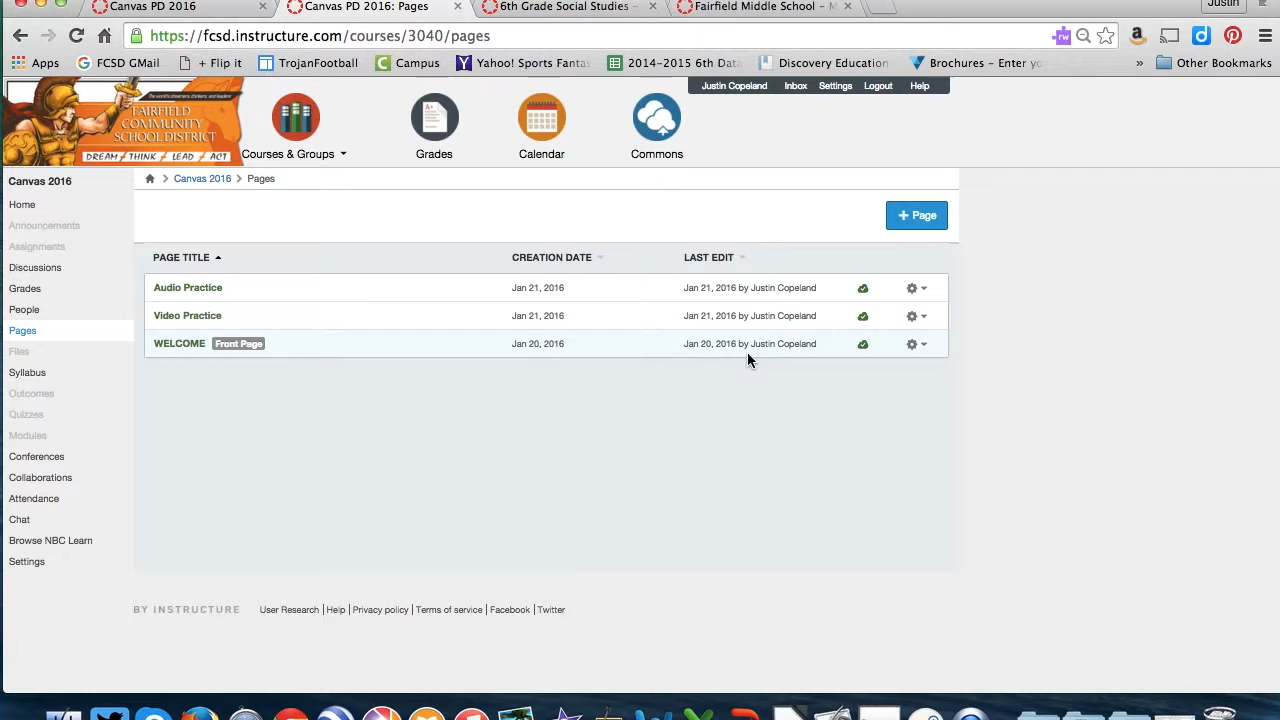 Canvas PD 2016
Canvas PD 2016: Pages
6th Grade Social Studies -
Fairfield Middle School - M
Justin
https://fcsd.instructure.com/courses/3040/pages
Apps
FCSD GMail
+ Flip it
TrojanFootball
Campus
Yahoo! Sports Fanta
2014-2015 6th Data
Discovery Education
Brochures - Enter yo
»
Other Bookmarks
FAIRFIELD
COMMUNITY
SCHOOL DISTRICT
DREAM THINK LEAD ACT
Justin Copeland Inbox Settings Logout Help
Courses & Groups
Grades
Calendar
Commons
Canvas 2016
Home
Announcements
Assignments
Discussions
Grades
People
Pages
Files
Syllabus
Outcomes
Quizzes
Modules
Conferences
Collaborations
Attendance
Chat
Browse NBC Learn
Settings
Canvas 2016 > Pages
+ Page
PAGE TITLE CREATION DATE LAST EDIT
Audio Practice Jan 21, 2016 Jan 21, 2016 by Justin Copeland
Video Practice Jan 21, 2016 Jan 21, 2016 by Justin Copeland
WELCOME Front Page Jan 20, 2016 Jan 20, 2016 by Justin Copeland
BY INSTRUCTURE User Research | Help | Privacy policy | Terms of service | Facebook | Twitter